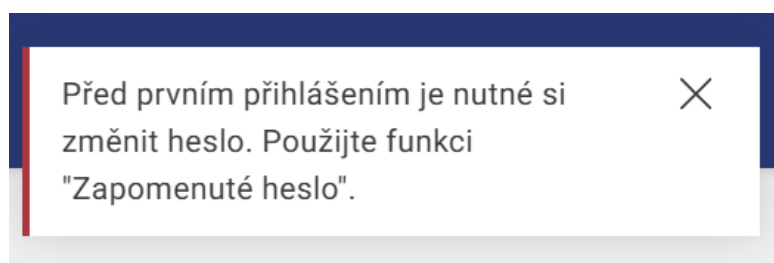 Před prvním přihlášením je nutné si
změnit heslo. Použijte funkci
"Zapomenuté heslo".